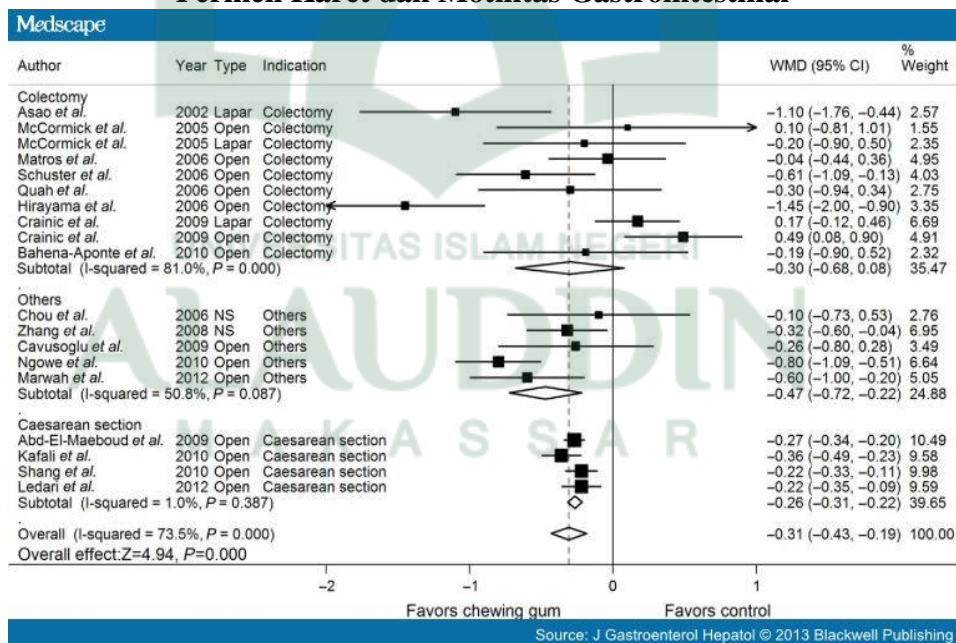 Permen Karet dan Motilitas Gastrointestinal
Medscape
Author Year Type Indication WMD (95% CI) % Weight
Colectomy
Asao et al. 2002 Lapar Colectomy −1.10 (−1.76, −0.44) 2.57
McCormick et al. 2005 Open Colectomy 0.10 (−0.81, 1.01) 1.55
McCormick et al. 2005 Lapar Colectomy −0.20 (−0.90, 0.50) 2.35
Matros et al. 2006 Open Colectomy −0.04 (−0.44, 0.36) 4.95
Schuster et al. 2006 Open Colectomy −0.61 (−1.09, −0.13) 4.03
Quah et al. 2006 Open Colectomy −0.30 (−0.94, 0.34) 2.75
Hirayama et al. 2006 Open Colectomy −1.45 (−2.00, −0.90) 3.35
Crainic et al. 2009 Lapar Colectomy 0.17 (−0.12, 0.46) 6.69
Crainic et al. 2009 Open Colectomy 0.49 (0.08, 0.90) 4.91
Bahena-Aponte et al. 2010 Open Colectomy −0.19 (−0.90, 0.52) 2.32
Subtotal (I-squared = 81.0%, P = 0.000) −0.30 (−0.68, 0.08) 35.47
.
Others
Chou et al. 2006 NS Others −0.10 (−0.73, 0.53) 2.76
Zhang et al. 2008 NS Others −0.32 (−0.60, −0.04) 6.95
Cavusoglu et al. 2009 Open Others −0.26 (−0.80, 0.28) 3.49
Ngowe et al. 2010 Open Others −0.80 (−1.09, −0.51) 6.64
Marwah et al. 2012 Open Others −0.60 (−1.00, −0.20) 5.05
Subtotal (I-squared = 50.8%, P = 0.087) −0.47 (−0.72, −0.22) 24.88
.
Caesarean section
Abd-El-Maeboud et al. 2009 Open Caesarean section −0.27 (−0.34, −0.20) 10.49
Kafali et al. 2010 Open Caesarean section −0.36 (−0.49, −0.23) 9.58
Shang et al. 2010 Open Caesarean section −0.22 (−0.33, −0.11) 9.98
Ledari et al. 2012 Open Caesarean section −0.22 (−0.35, −0.09) 9.59
Subtotal (I-squared = 1.0%, P = 0.387) −0.26 (−0.31, −0.22) 39.65
.
Overall (I-squared = 73.5%, P = 0.000) −0.31 (−0.43, −0.19) 100.00
Overall effect:Z=4.94, P=0.000
−2 −1 0 1
Favors chewing gum Favors control
Source: J Gastroenterol Hepatol © 2013 Blackwell Publishing
UNIVERSITAS ISLAM NEGERI
ALAUDDIN
MAKASSAR